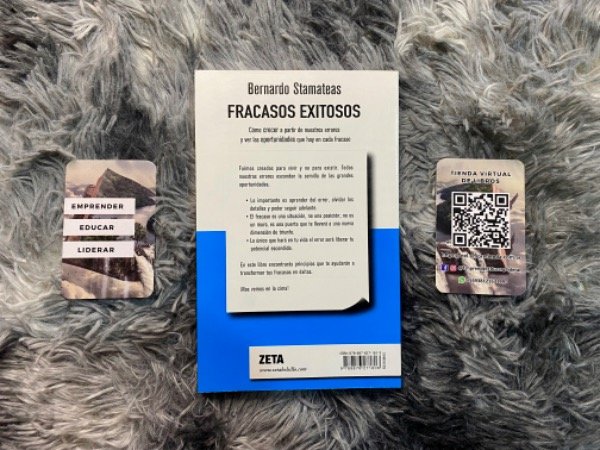 Bernardo Stamateas
FRACASOS EXITOSOS
Cómo crecer a partir de nuestros errores
y ver las oportunidades que hay en cada fracaso
Fuimos creados para vivir y no para existir. Todos
nuestros errores esconden la semilla de las grandes
oportunidades.
• Lo importante es aprender del error, olvidar los
detalles y poder seguir adelante.
• El fracaso es una situación, no una posición; no es
un muro, es una puerta que te llevará a una nueva
dimensión de triunfo.
• Lo único que hará en tu vida el error será liberar tu
potencial escondido.
En este libro encontrarás principios que te ayudarán a
transformar tus fracasos en éxitos.
¡Nos vemos en la cima!
ZETA
EMPRENDER
EDUCAR
LIDERAR
TIENDA VIRTUAL
DE LIBROS